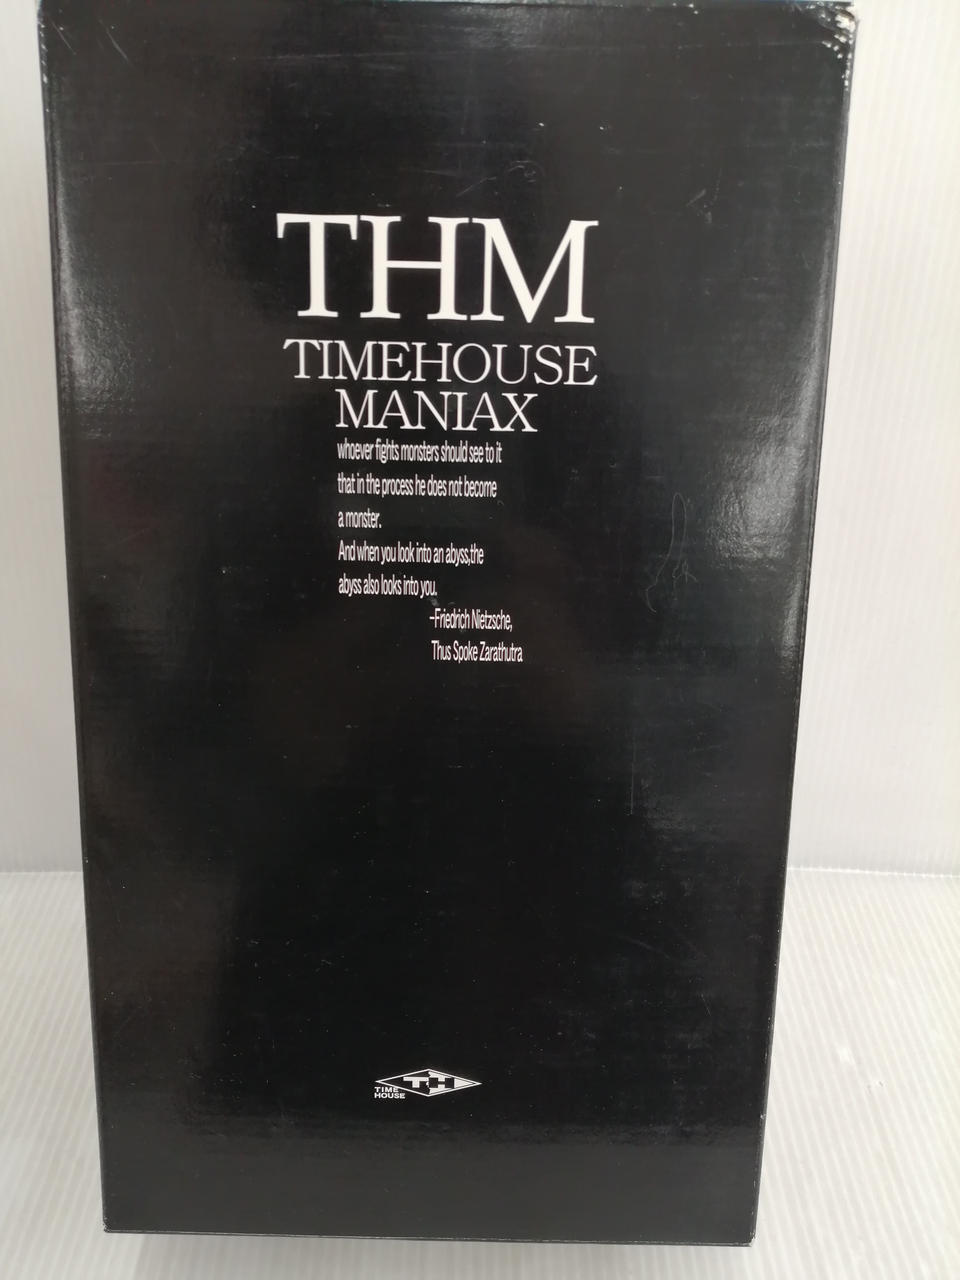 THM
TIMEHOUSE
MANIAX
whoever fights monsters should see to it
that in the process he does not become
a monster.
And when you look into an abyss,the
abyss also looks into you.
-Friedrich Nietzsche,
Thus Spoke Zarathutra
TH
TIME
HOUSE